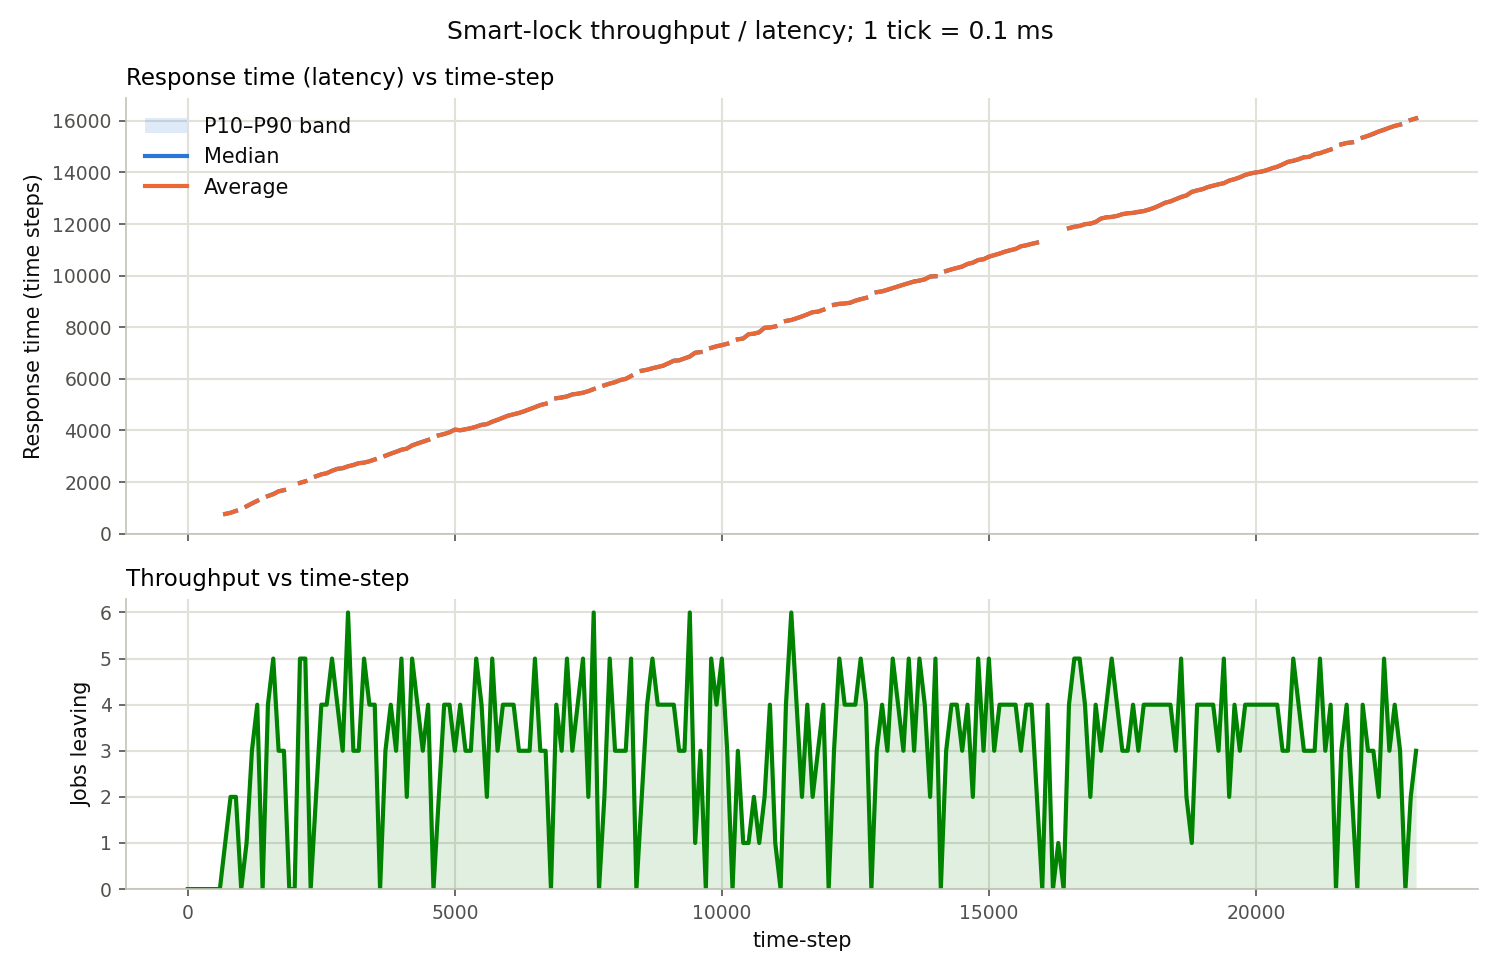 Smart-lock throughput / latency; 1 tick = 0.1 ms
Response time (latency) vs time-step
P10–P90 band
Median
Average
Response time (time steps)
16000
14000
12000
10000
8000
6000
4000
2000
0
Throughput vs time-step
Jobs leaving
6
5
4
3
2
1
0
0 5000 10000 15000 20000
time-step